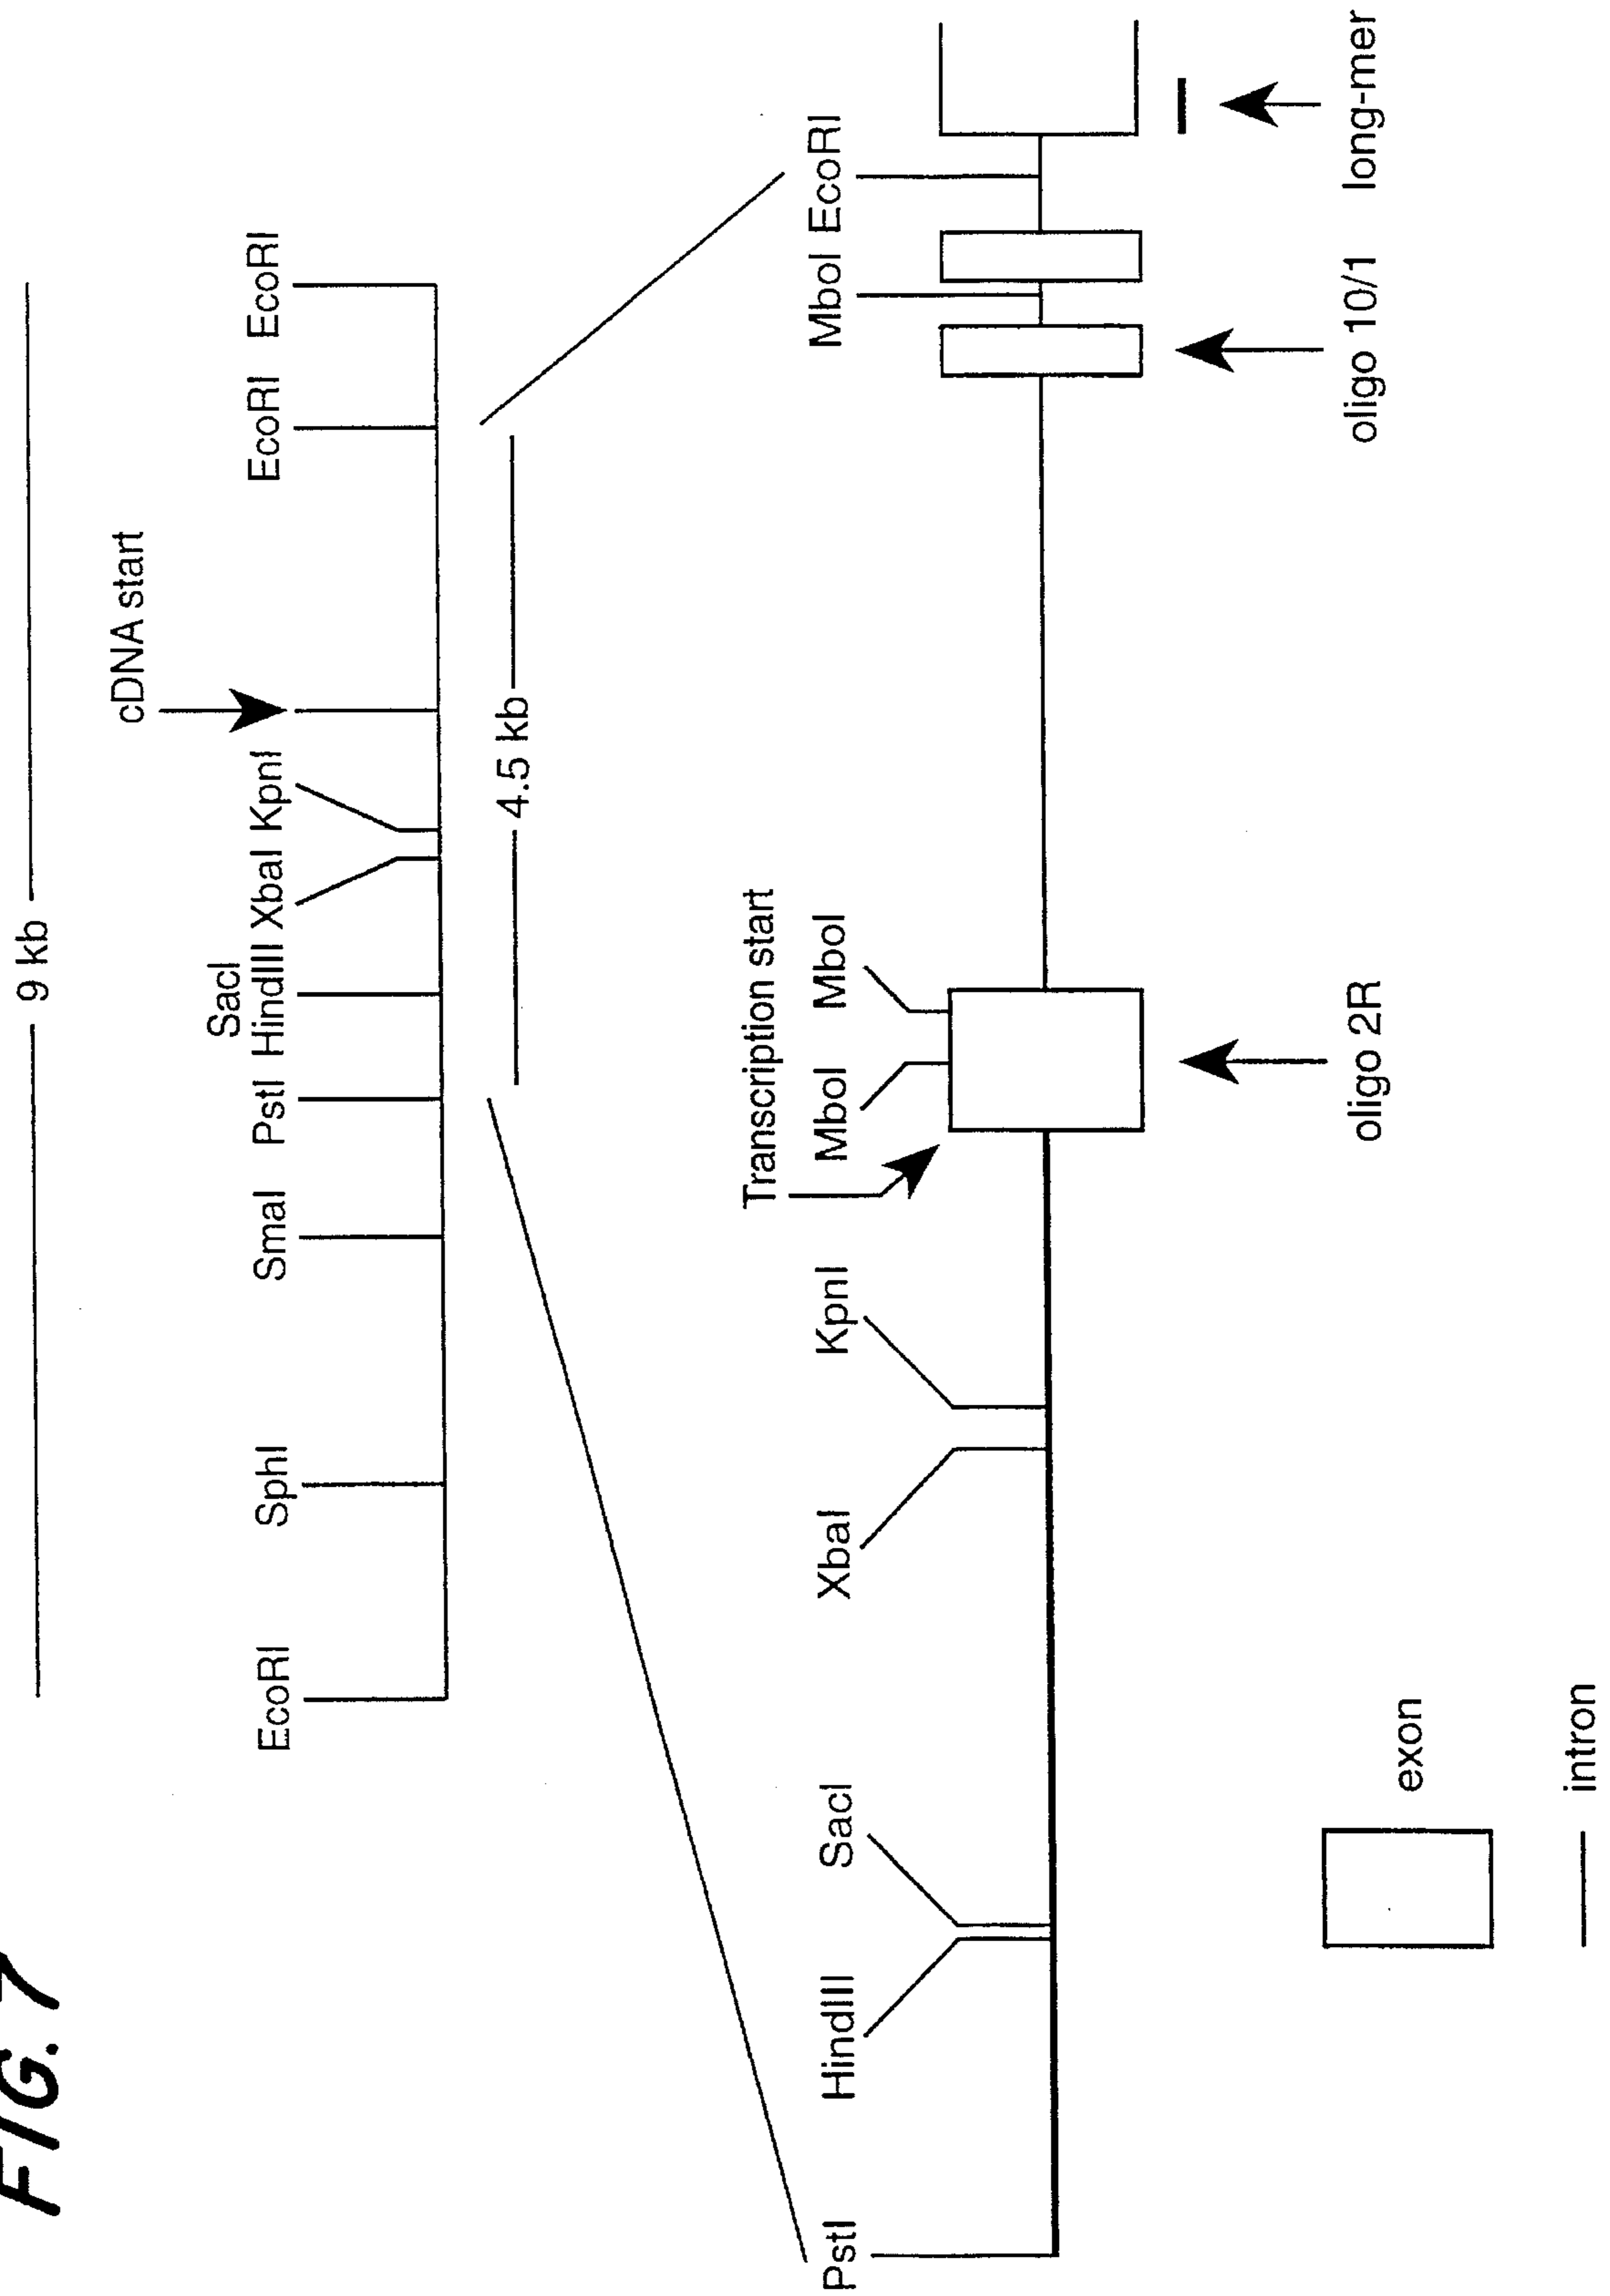 FIG. 7
9 kb
cDNA start
SacI
EcoRI SphI SmaI PstI HindIII XbaI KpnI EcoRI EcoRI
4.5 kb
Transcription start
PstI HindIII SacI XbaI KpnI MboI MboI MboI EcoRI
oligo 2R oligo 10/1 long-mer
exon
intron